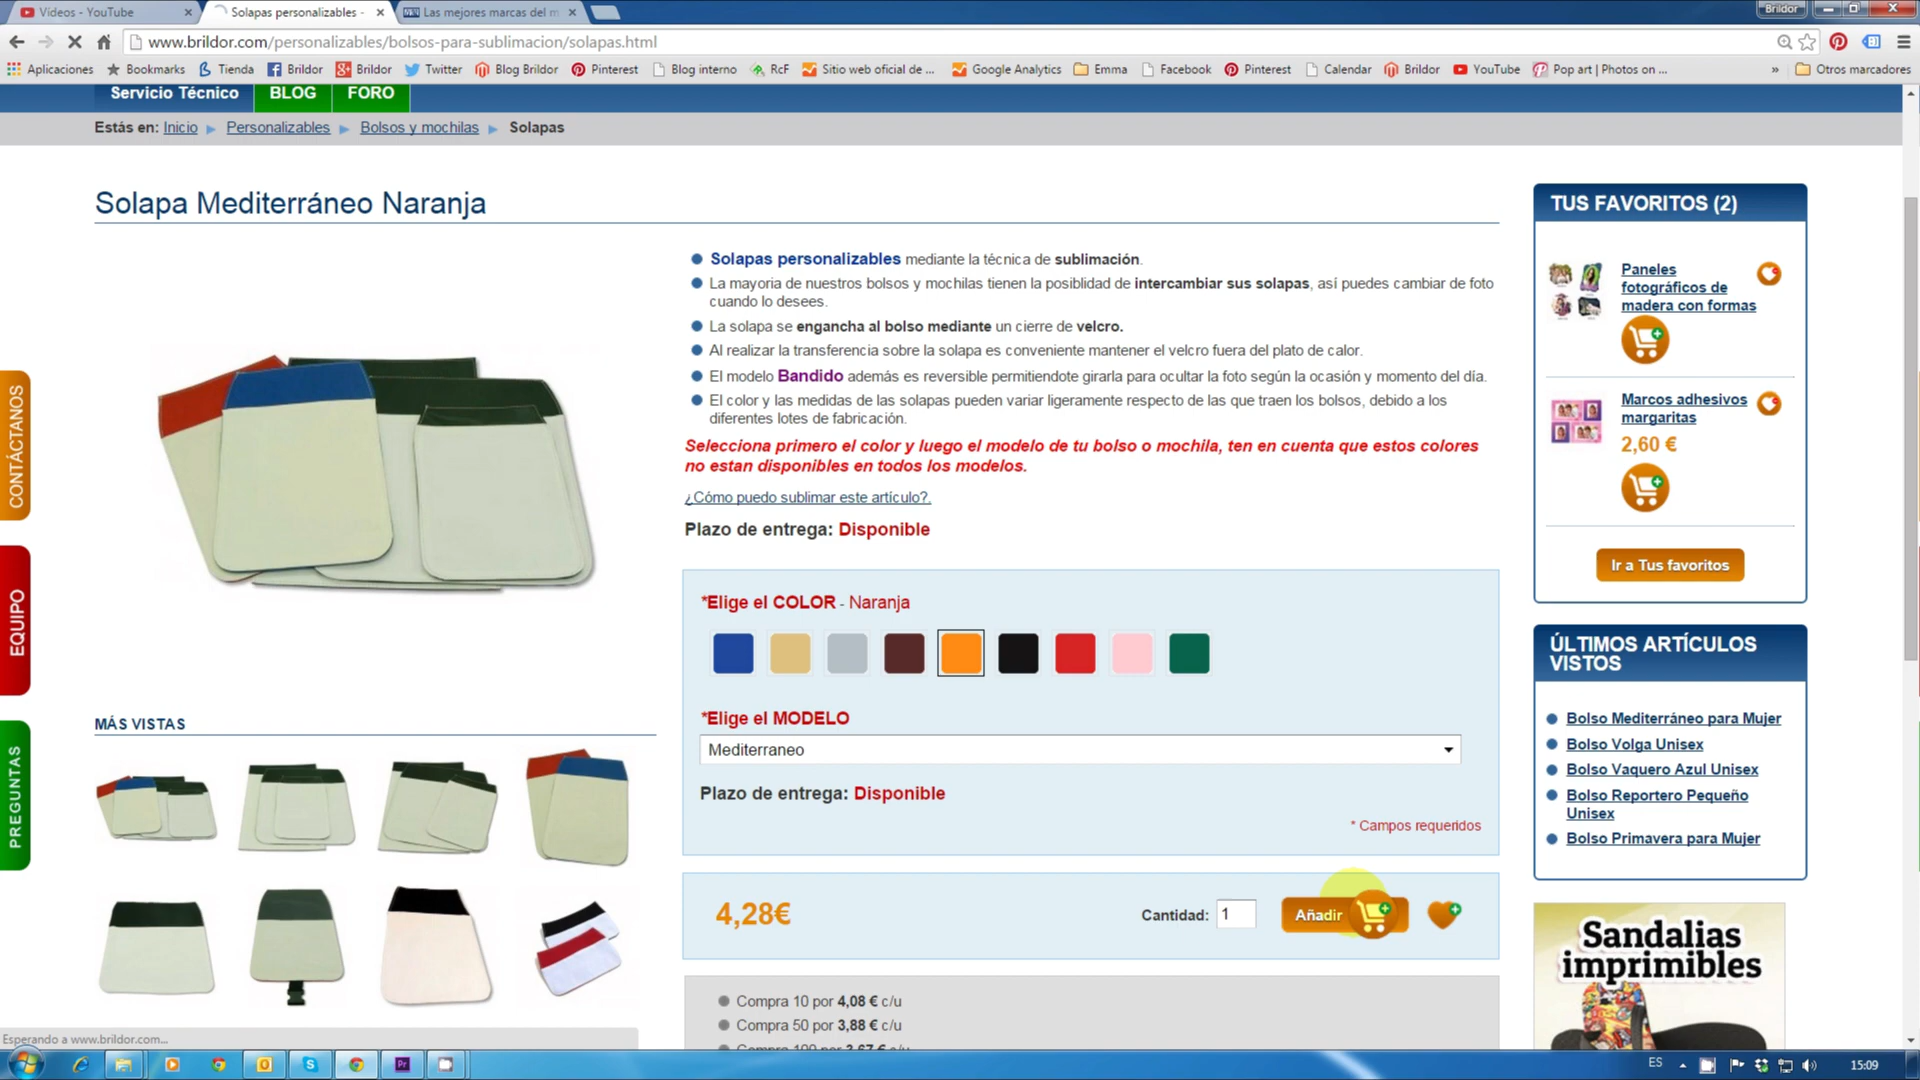 Vídeos - YouTube
Solapas personalizables -
Las mejores marcas del m
Brildor
www.brildor.com/personalizables/bolsos-para-sublimacion/solapas.html
Aplicaciones
Bookmarks
Tienda
Brildor
Brildor
Twitter
Blog Brildor
Pinterest
Blog interno
RcF
Sitio web oficial de ...
Google Analytics
Emma
Facebook
Pinterest
Calendar
Brildor
YouTube
Pop art | Photos on ...
»
Otros marcadores
Servicio Técnico
BLOG
FORO
Estás en: Inicio Personalizables Bolsos y mochilas Solapas
Solapa Mediterráneo Naranja
Solapas personalizables mediante la técnica de sublimación.
La mayoria de nuestros bolsos y mochilas tienen la posiblidad de intercambiar sus solapas, así puedes cambiar de foto
cuando lo desees.
La solapa se engancha al bolso mediante un cierre de velcro.
Al realizar la transferencia sobre la solapa es conveniente mantener el velcro fuera del plato de calor.
El modelo Bandido además es reversible permitiendote girarla para ocultar la foto según la ocasión y momento del día.
El color y las medidas de las solapas pueden variar ligeramente respecto de las que traen los bolsos, debido a los
diferentes lotes de fabricación.
Selecciona primero el color y luego el modelo de tu bolso o mochila, ten en cuenta que estos colores
no estan disponibles en todos los modelos.
¿Cómo puedo sublimar este artículo?.
Plazo de entrega: Disponible
*Elige el COLOR - Naranja
*Elige el MODELO
Mediterraneo
Plazo de entrega: Disponible
* Campos requeridos
4,28€
Cantidad: 1
Añadir
Compra 10 por 4,08 € c/u
Compra 50 por 3,88 € c/u
Compra 100 por 3,67 € c/u
MÁS VISTAS
CONTÁCTANOS
EQUIPO
PREGUNTAS
TUS FAVORITOS (2)
Paneles
fotográficos de
madera con formas
Marcos adhesivos
margaritas
2,60 €
Ir a Tus favoritos
ÚLTIMOS ARTÍCULOS
VISTOS
Bolso Mediterráneo para Mujer
Bolso Volga Unisex
Bolso Vaquero Azul Unisex
Bolso Reportero Pequeño
Unisex
Bolso Primavera para Mujer
Sandalias
imprimibles
Esperando a www.brildor.com...
ES
15:09